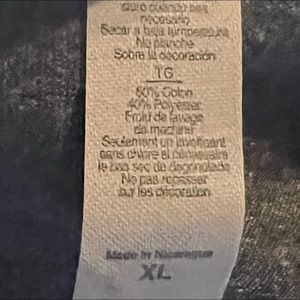 necesario
Secar a baja temperatura
No planche
Sobre la decoración
TG
60% Coton
40% Polyester
Froid de lavage
de machine
Seulement un javellisant
sans chlore si nécessaire
le bas sec de dégringolade
No pas repasser
sur les décoration
Made in Nicaragua
XL